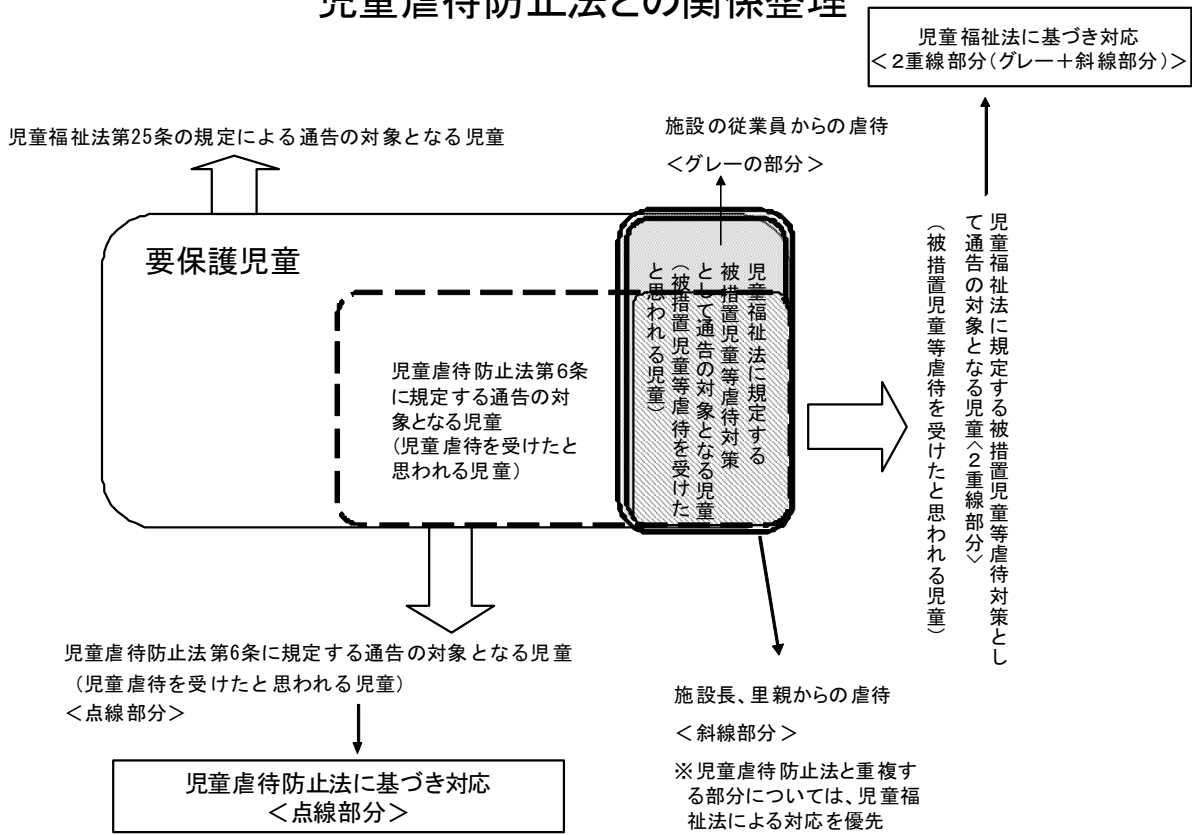 児童虐待防止法との関係整理
児童福祉法に基づき対応
＜2重線部分（グレー＋斜線部分）＞
児童福祉法第25条の規定による通告の対象となる児童
施設の従業員からの虐待
＜グレーの部分＞
要保護児童
児童虐待防止法第6条
に規定する通告の対
象となる児童
（児童虐待を受けたと
思われる児童）
児童福祉法に規定する
被措置児童等虐待対策
として通告の対象となる児童
（被措置児童等虐待を受けた
と思われる児童）
児童福祉法に規定する被措置児童等虐待対策とし
て通告の対象となる児童＜2重線部分＞
（被措置児童等虐待を受けたと思われる児童）
児童虐待防止法第6条に規定する通告の対象となる児童
（児童虐待を受けたと思われる児童）
＜点線部分＞
児童虐待防止法に基づき対応
＜点線部分＞
施設長、里親からの虐待
＜斜線部分＞
※児童虐待防止法と重複す
る部分については、児童福
祉法による対応を優先